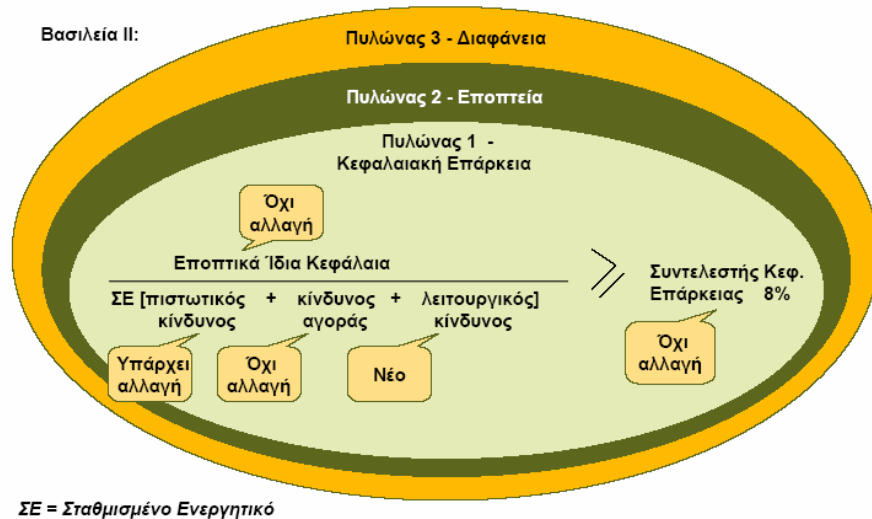 Βασιλεία ΙΙ:
Πυλώνας 3 - Διαφάνεια
Πυλώνας 2 - Εποπτεία
Πυλώνας 1 -
Κεφαλαιακή Επάρκεια
Όχι
αλλαγή
Εποπτικά Ίδια Κεφάλαια
ΣΕ [πιστωτικός + κίνδυνος + λειτουργικός]
κίνδυνος αγοράς κίνδυνος
≥
Συντελεστής Κεφ.
Επάρκειας 8%
Υπάρχει
αλλαγή
Όχι
αλλαγή
Νέο
Όχι
αλλαγή
ΣΕ = Σταθμισμένο Ενεργητικό